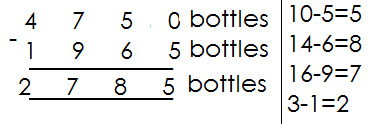 4 7 5 0 bottles
-
1 9 6 5 bottles
2 7 8 5 bottles
10-5=5
14-6=8
16-9=7
3-1=2